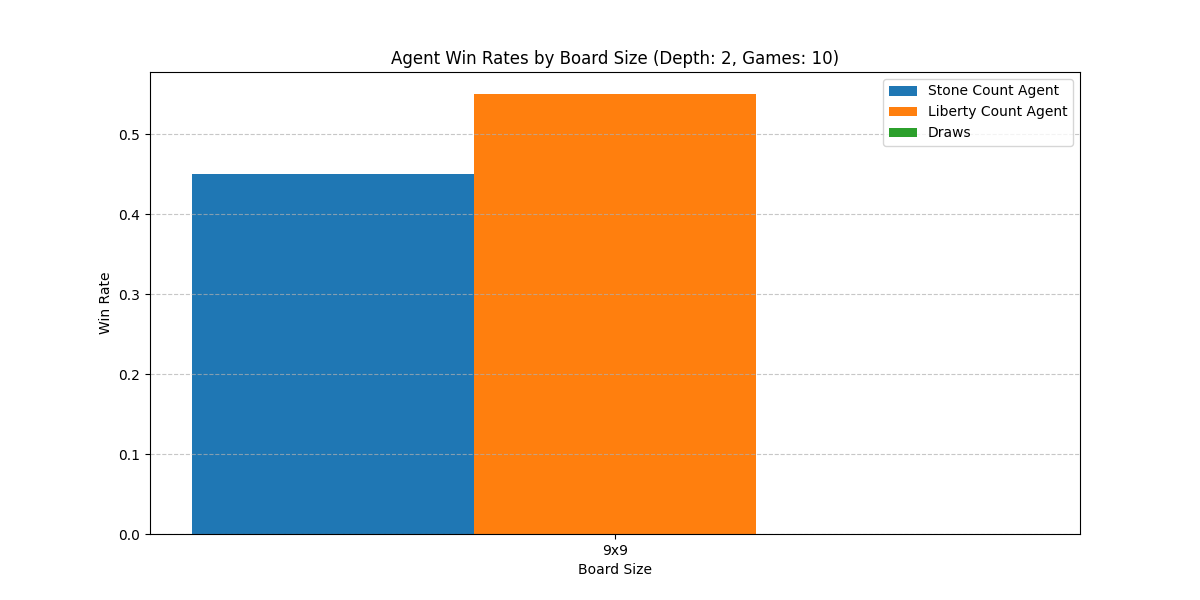 Agent Win Rates by Board Size (Depth: 2, Games: 10)
Stone Count Agent
Liberty Count Agent
Draws
Win Rate
0.5
0.4
0.3
0.2
0.1
0.0
9x9
Board Size